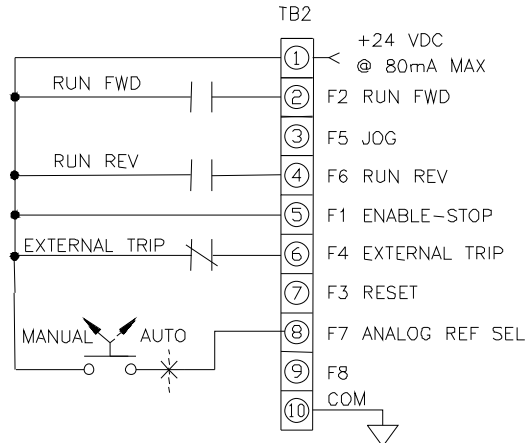 TB2
1
+24 VDC
@ 80mA MAX
RUN FWD
2
F2 RUN FWD
3
F5 JOG
RUN REV
4
F6 RUN REV
5
F1 ENABLE-STOP
EXTERNAL TRIP
6
F4 EXTERNAL TRIP
7
F3 RESET
MANUAL
AUTO
8
F7 ANALOG REF SEL
9
F8
10
COM